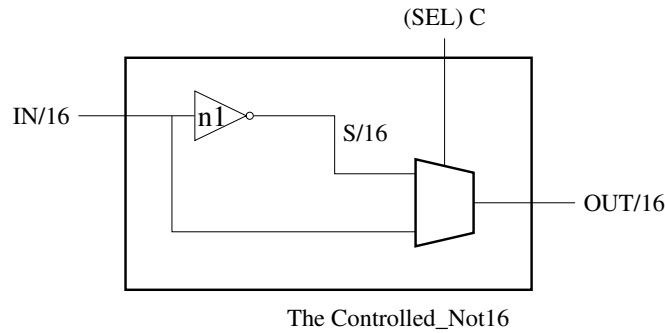 (SEL) C
IN/16
n1
S/16
OUT/16
The Controlled_Not16